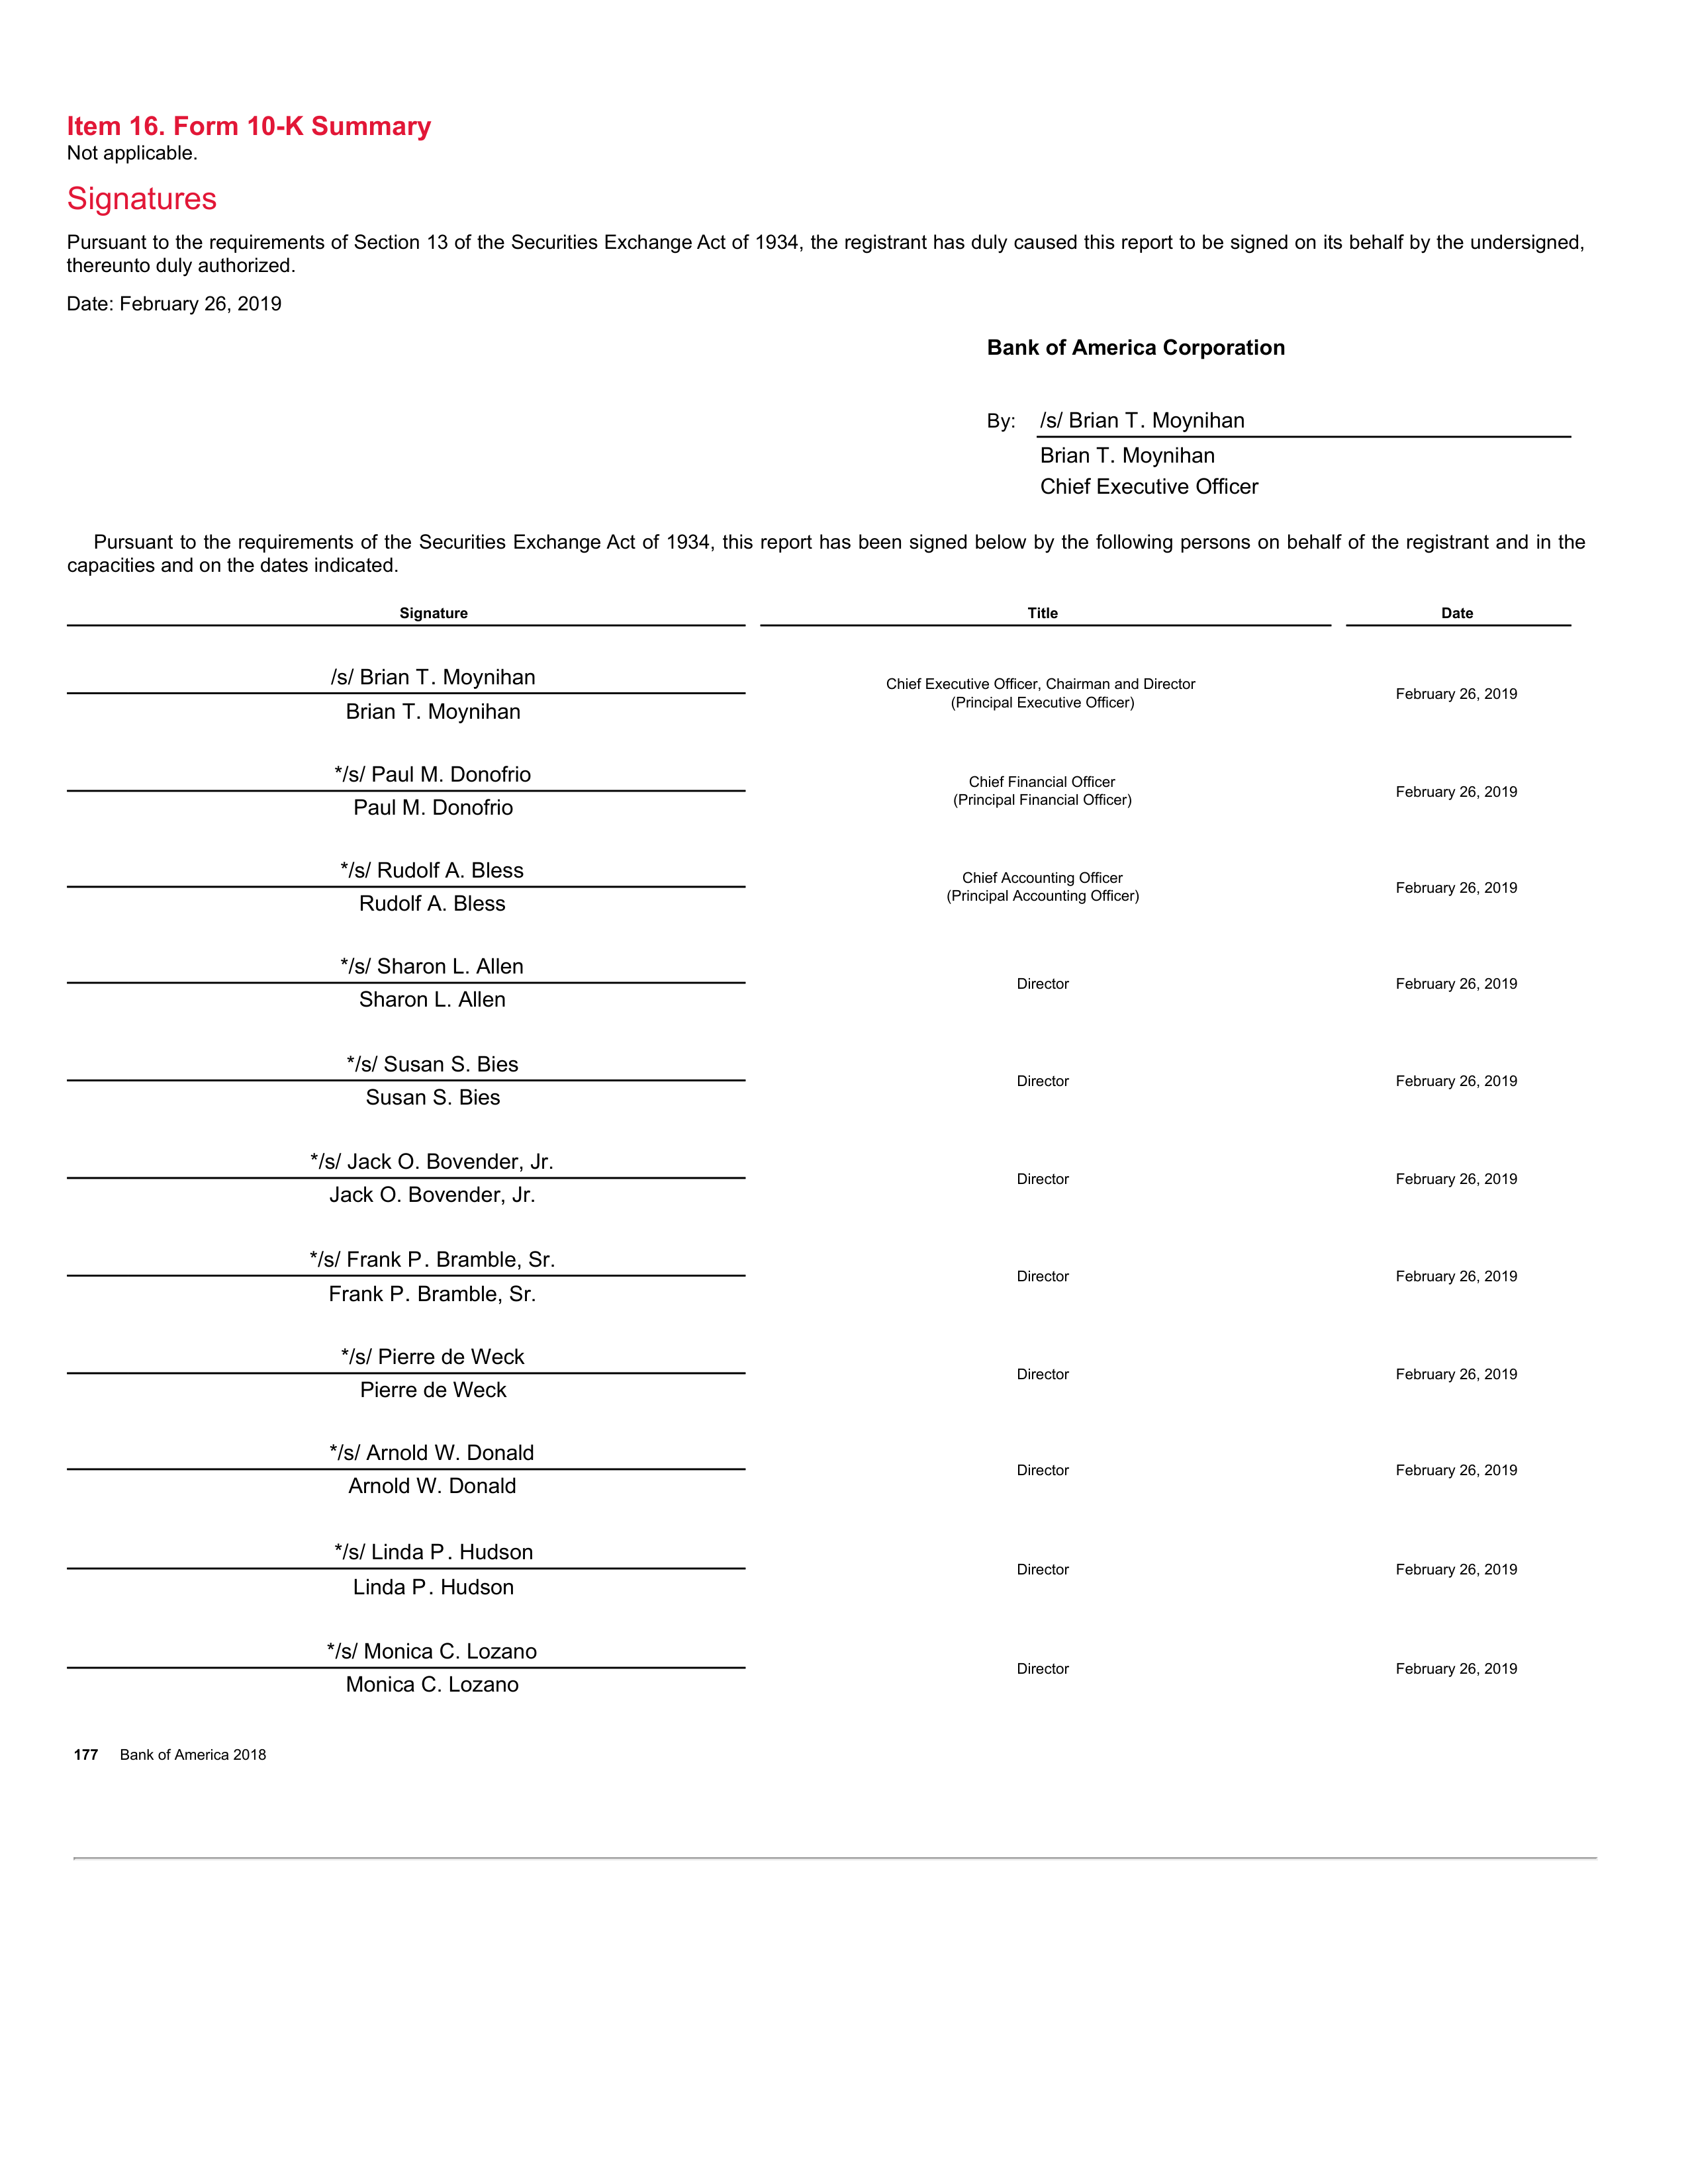 Item 16. Form 10-K Summary
Not applicable.
Signatures
Pursuant to the requirements of Section 13 of the Securities Exchange Act of 1934, the registrant has duly caused this report to be signed on its behalf by the undersigned,
thereunto duly authorized.
Date: February 26, 2019
Bank of America Corporation
By: /s/ Brian T. Moynihan
Brian T. Moynihan
Chief Executive Officer
Pursuant to the requirements of the Securities Exchange Act of 1934, this report has been signed below by the following persons on behalf of the registrant and in the
capacities and on the dates indicated.
Signature Title Date
/s/ Brian T. Moynihan
Brian T. Moynihan
Chief Executive Officer, Chairman and Director
(Principal Executive Officer)
February 26, 2019
*/s/ Paul M. Donofrio
Paul M. Donofrio
Chief Financial Officer
(Principal Financial Officer)
February 26, 2019
*/s/ Rudolf A. Bless
Rudolf A. Bless
Chief Accounting Officer
(Principal Accounting Officer)
February 26, 2019
*/s/ Sharon L. Allen
Sharon L. Allen
Director
February 26, 2019
*/s/ Susan S. Bies
Susan S. Bies
Director
February 26, 2019
*/s/ Jack O. Bovender, Jr.
Jack O. Bovender, Jr.
Director
February 26, 2019
*/s/ Frank P. Bramble, Sr.
Frank P. Bramble, Sr.
Director
February 26, 2019
*/s/ Pierre de Weck
Pierre de Weck
Director
February 26, 2019
*/s/ Arnold W. Donald
Arnold W. Donald
Director
February 26, 2019
*/s/ Linda P. Hudson
Linda P. Hudson
Director
February 26, 2019
*/s/ Monica C. Lozano
Monica C. Lozano
Director
February 26, 2019
177 Bank of America 2018